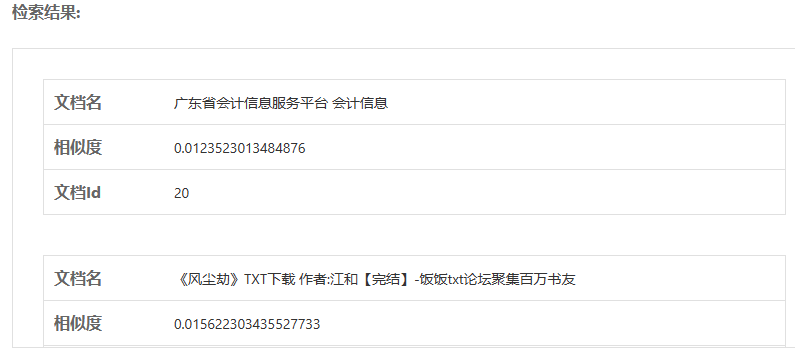 检索结果:
文档名 广东省会计信息服务平台 会计信息
相似度 0.0123523013484876
文档Id 20
文档名 《风尘劫》TXT下载 作者:江和【完结】-饭饭txt论坛聚集百万书友
相似度 0.015622303435527733